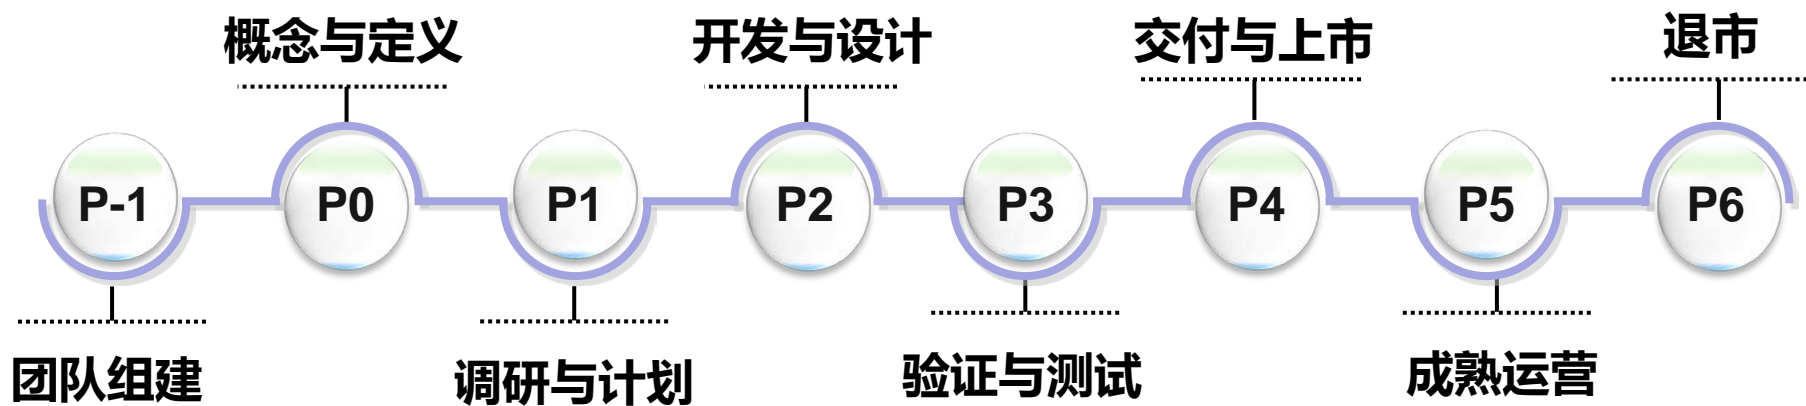 概念与定义
开发与设计
交付与上市
退市
P-1
P0
P1
P2
P3
P4
P5
P6
团队组建
调研与计划
验证与测试
成熟运营